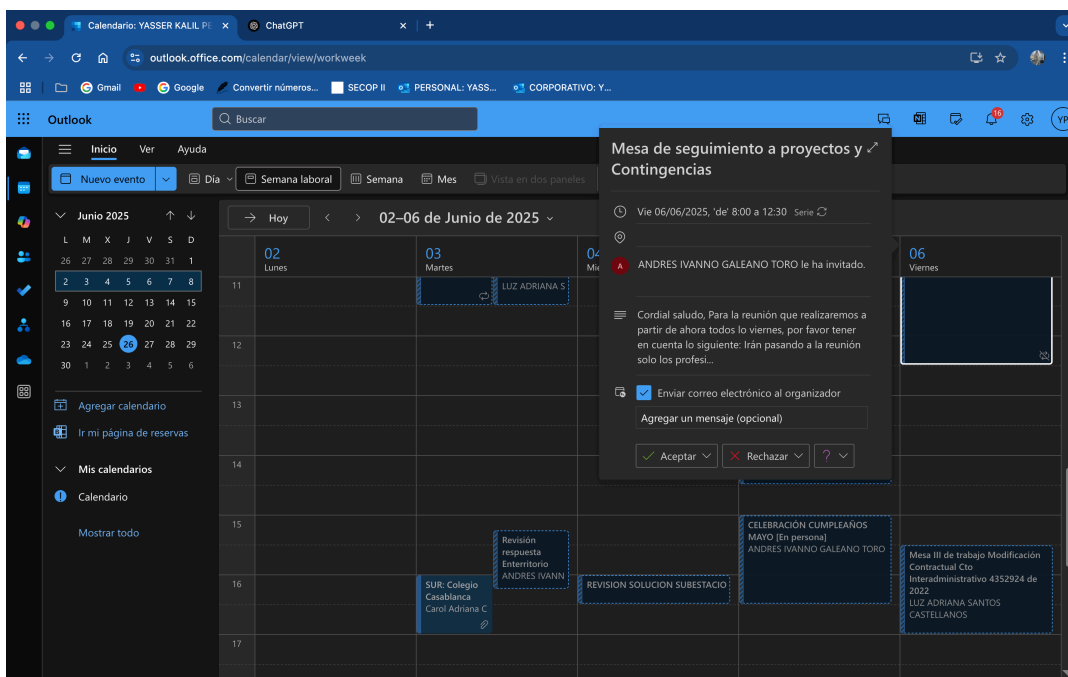 Calendario: YASSER KALIL PE
ChatGPT
outlook.office.com/calendar/view/workweek
Gmail
Google
Convertir números...
SECOP II
PERSONAL: YASS...
CORPORATIVO: Y...
Outlook
Buscar
16
YP
Inicio Ver Ayuda
Nuevo evento
Día
Semana laboral
Semana
Mes
Vista en dos paneles
Junio 2025
L M X J V S D
26 27 28 29 30 31 1
2 3 4 5 6 7 8
9 10 11 12 13 14 15
16 17 18 19 20 21 22
23 24 25 26 27 28 29
30 1 2 3 4 5 6
Agregar calendario
Ir mi página de reservas
Mis calendarios
Calendario
Mostrar todo
Hoy
02–06 de Junio de 2025
02
Lunes
03
Martes
04
Mié
06
Viernes
11
LUZ ADRIANA S
12
13
14
15
Revisión
respuesta
Enterritorio
ANDRES IVANN
16
SUR: Colegio
Casablanca
Carol Adriana C
REVISION SOLUCION SUBESTACIO
CELEBRACIÓN CUMPLEAÑOS
MAYO [En persona]
ANDRES IVANNO GALEANO TORO
Mesa III de trabajo Modificación
Contractual Cto
Interadministrativo 4352924 de
2022
LUZ ADRIANA SANTOS
CASTELLANOS
17
Mesa de seguimiento a proyectos y
Contingencias
Vie 06/06/2025, 'de' 8:00 a 12:30 Serie
A
ANDRES IVANNO GALEANO TORO le ha invitado.
Cordial saludo, Para la reunión que realizaremos a
partir de ahora todos lo viernes, por favor tener
en cuenta lo siguiente: Irán pasando a la reunión
solo los profesi...
Enviar correo electrónico al organizador
Agregar un mensaje (opcional)
Aceptar
Rechazar
?